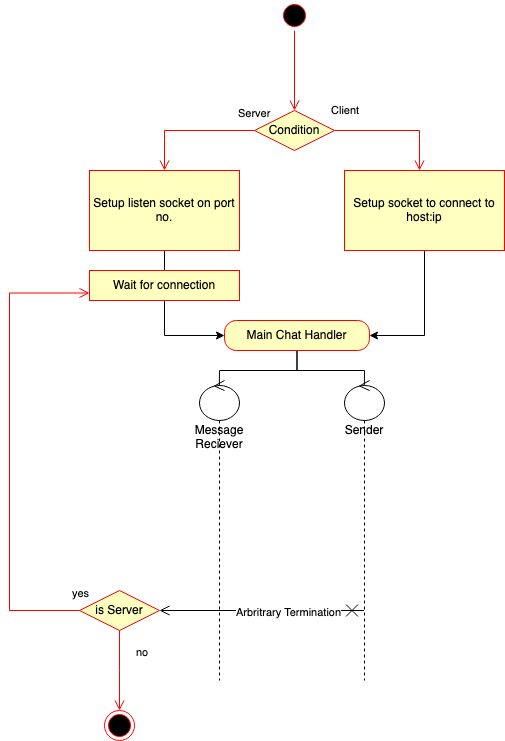 Server
Client
Condition
Setup listen socket on port
no.
Setup socket to connect to
host:ip
Wait for connection
Main Chat Handler
Message
Reciever
Sender
yes
is Server
Arbritrary Termination
no